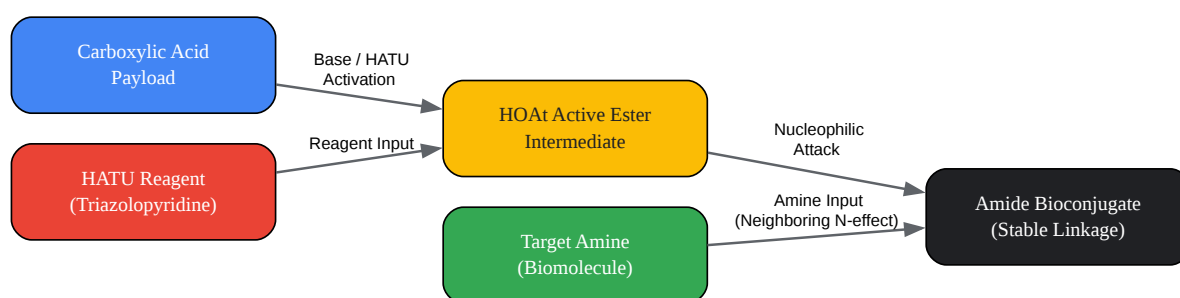 Carboxylic Acid
Payload
Base / HATU
Activation
HATU Reagent
(Triazolopyridine)
Reagent Input
HOAt Active Ester
Intermediate
Target Amine
(Biomolecule)
Nucleophilic
Attack
Amine Input
(Neighboring N-effect)
Amide Bioconjugate
(Stable Linkage)